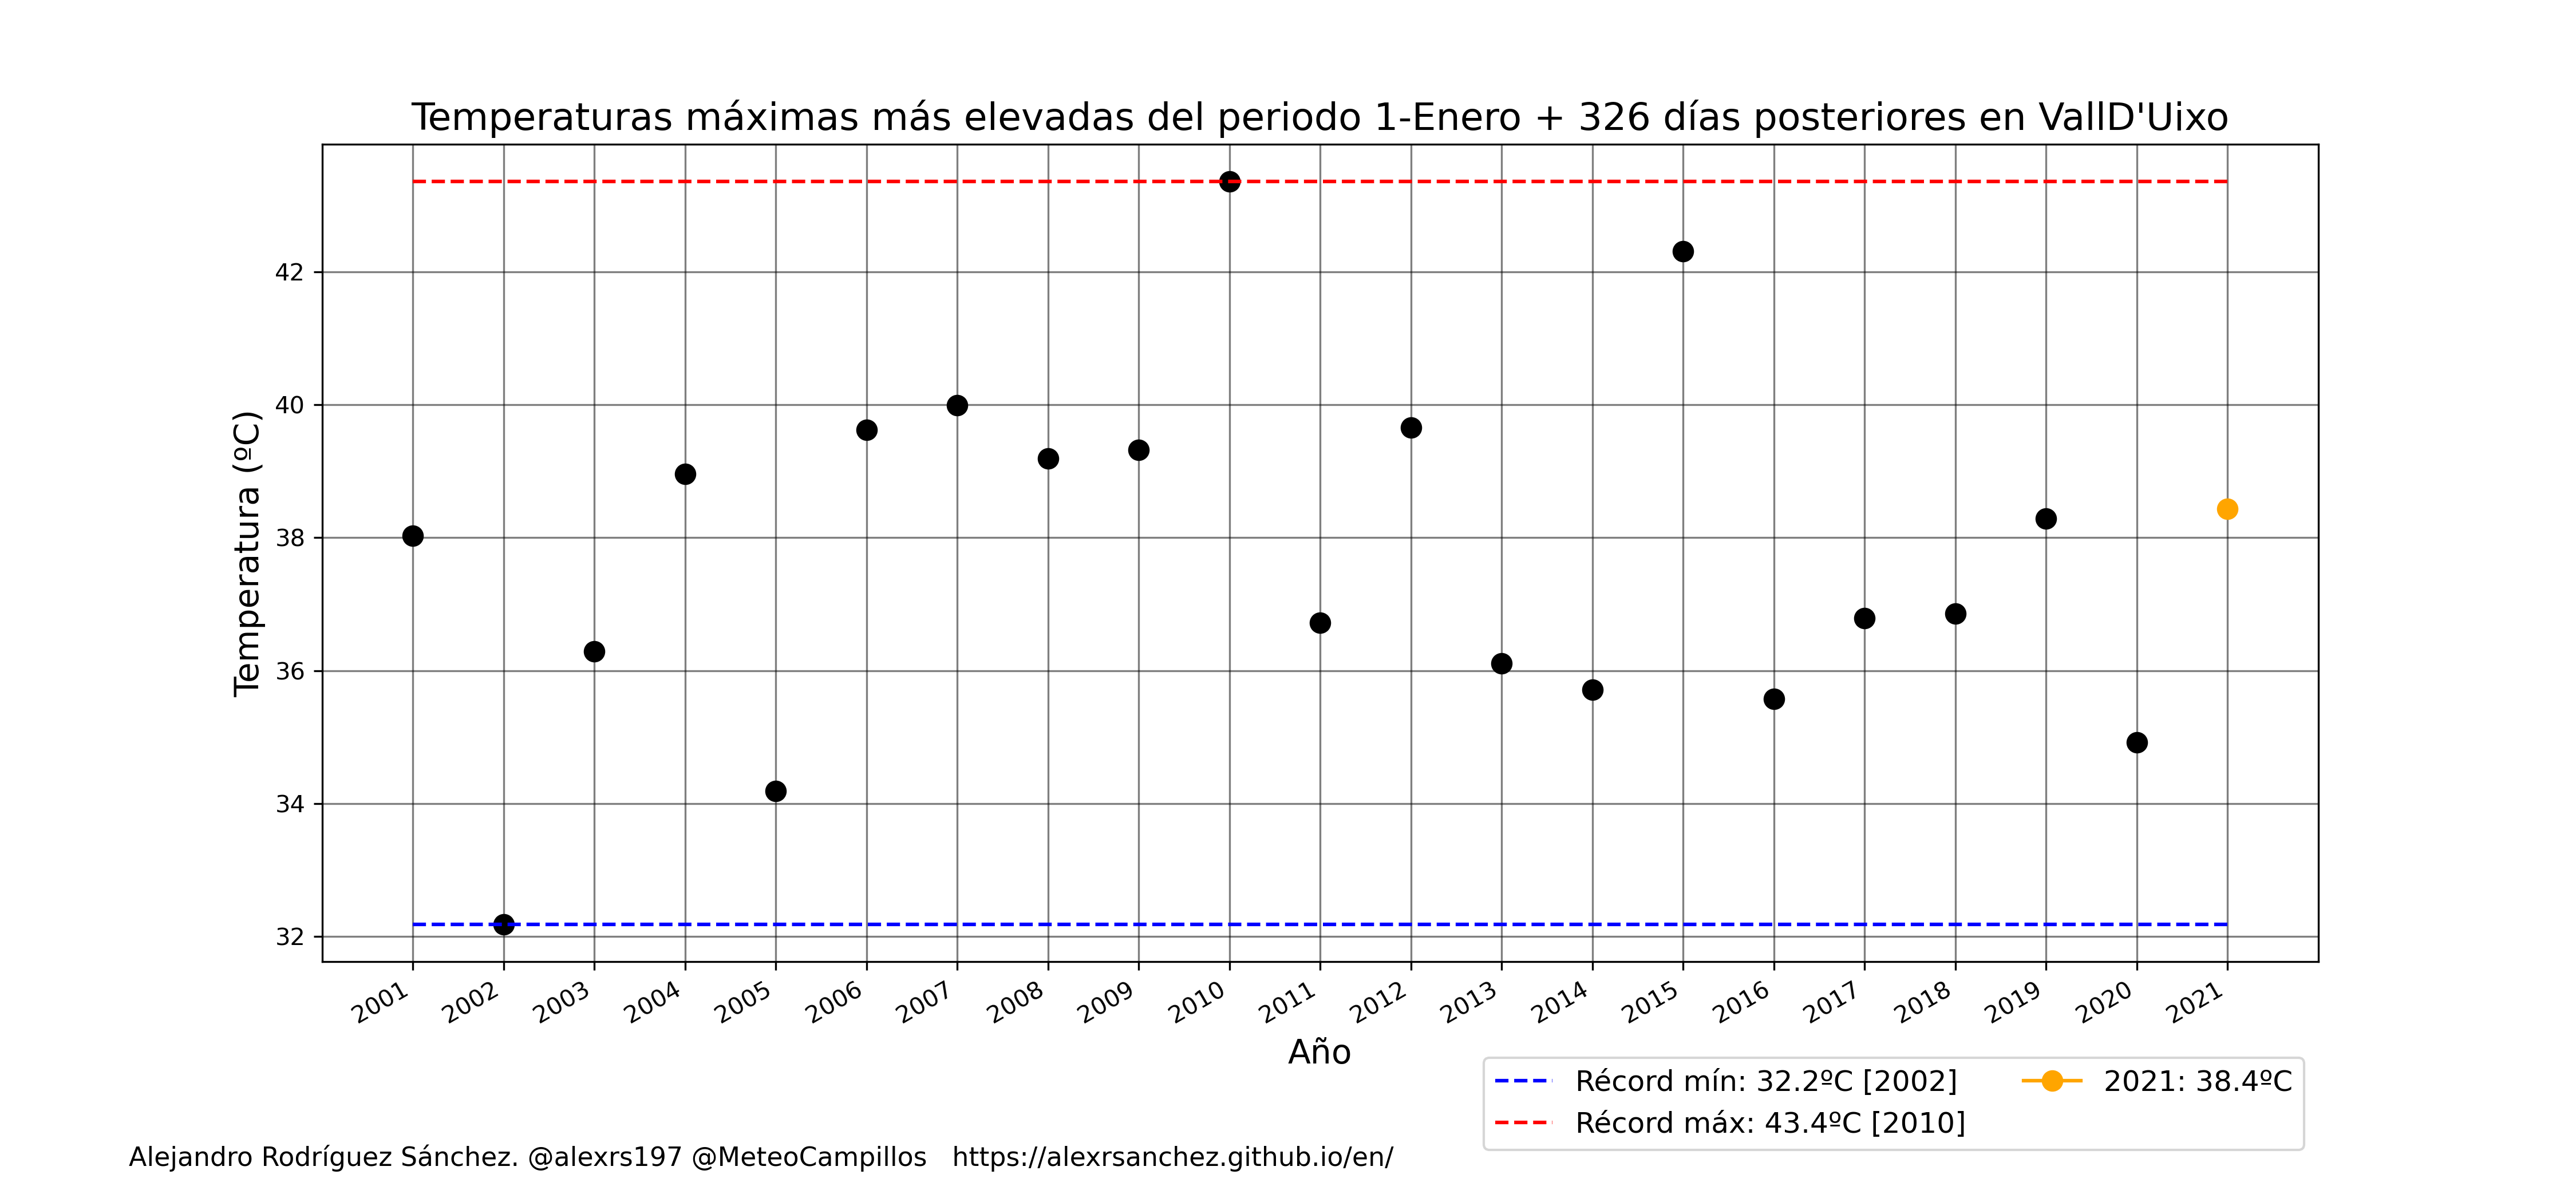 Temperaturas máximas más elevadas del periodo 1-Enero + 326 días posteriores en VallD'Uixo
Temperatura (ºC)
42
40
38
36
34
32
2001 2002 2003 2004 2005 2006 2007 2008 2009 2010 2011 2012 2013 2014 2015 2016 2017 2018 2019 2020 2021
Año
Récord mín: 32.2ºC [2002]
Récord máx: 43.4ºC [2010]
2021: 38.4ºC
Alejandro Rodríguez Sánchez. @alexrs197 @MeteoCampillos https://alexrsanchez.github.io/en/